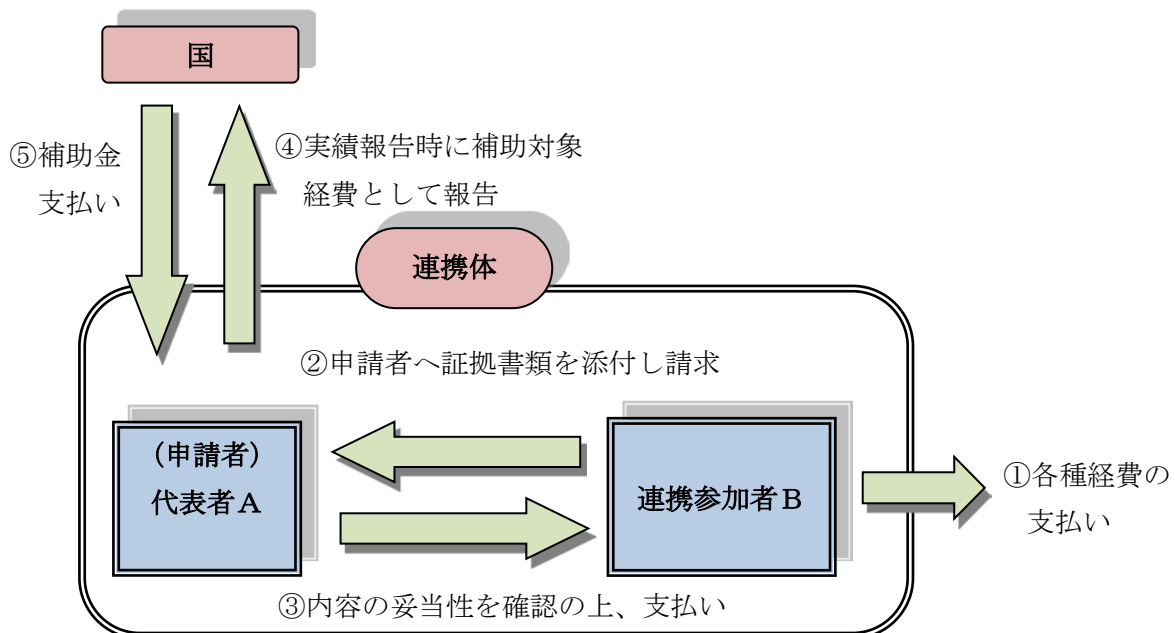 国
⑤補助金
支払い
④実績報告時に補助対象
経費として報告
連携体
②申請者へ証拠書類を添付し請求
（申請者）
代表者Ａ
連携参加者Ｂ
①各種経費の
支払い
③内容の妥当性を確認の上、支払い